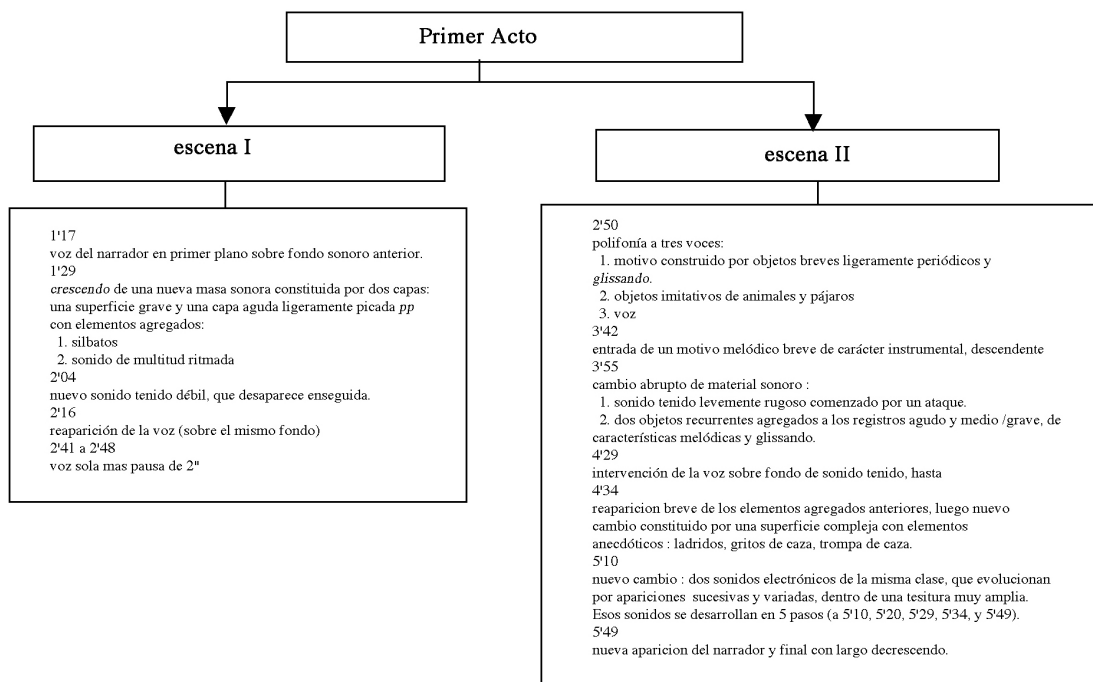 Primer Acto
escena I
1'17
voz del narrador en primer plano sobre fondo sonoro anterior.
1'29
crescendo de una nueva masa sonora constituida por dos capas:
una superficie grave y una capa aguda ligeramente picada pp
con elementos agregados:
1. silbatos
2. sonido de multitud ritmada
2'04
nuevo sonido tenido débil, que desaparece enseguida.
2'16
reaparición de la voz (sobre el mismo fondo)
2'41 a 2'48
voz sola mas pausa de 2"
escena II
2'50
polifonía a tres voces:
1. motivo construido por objetos breves ligeramente periódicos y
glissando.
2. objetos imitativos de animales y pájaros
3. voz
3'42
entrada de un motivo melódico breve de carácter instrumental, descendente
3'55
cambio abrupto de material sonoro :
1. sonido tenido levemente rugoso comenzado por un ataque.
2. dos objetos recurrentes agregados a los registros agudo y medio /grave, de
características melódicas y glissando.
4'29
intervención de la voz sobre fondo de sonido tenido, hasta
4'34
reaparicion breve de los elementos agregados anteriores, luego nuevo
cambio constituido por una superficie compleja con elementos
anecdóticos : ladridos, gritos de caza, trompa de caza.
5'10
nuevo cambio : dos sonidos electrónicos de la misma clase, que evolucionan
por apariciones sucesivas y variadas, dentro de una tesitura muy amplia.
Esos sonidos se desarrollan en 5 pasos (a 5'10, 5'20, 5'29, 5'34, y 5'49).
5'49
nueva aparicion del narrador y final con largo decrescendo.